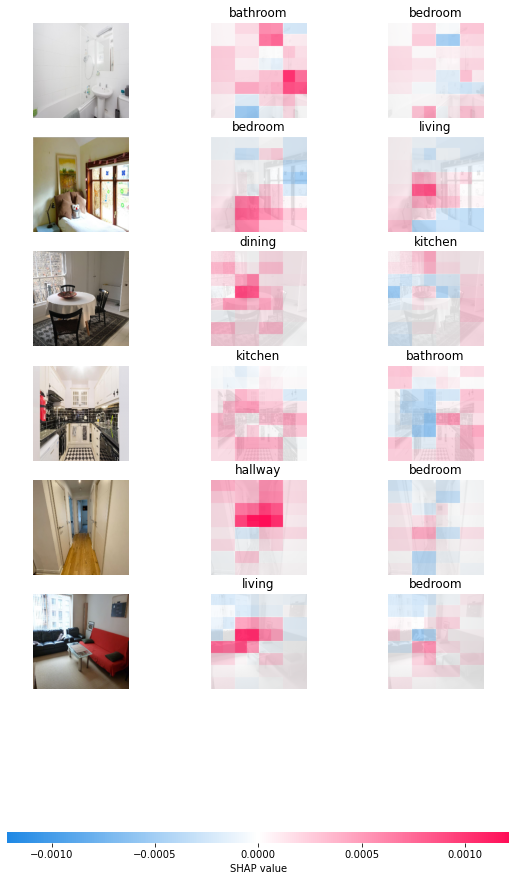 bathroom bedroom
bedroom living
dining kitchen
kitchen bathroom
hallway bedroom
living bedroom
−0.0010 −0.0005 0.0000 0.0005 0.0010
SHAP value